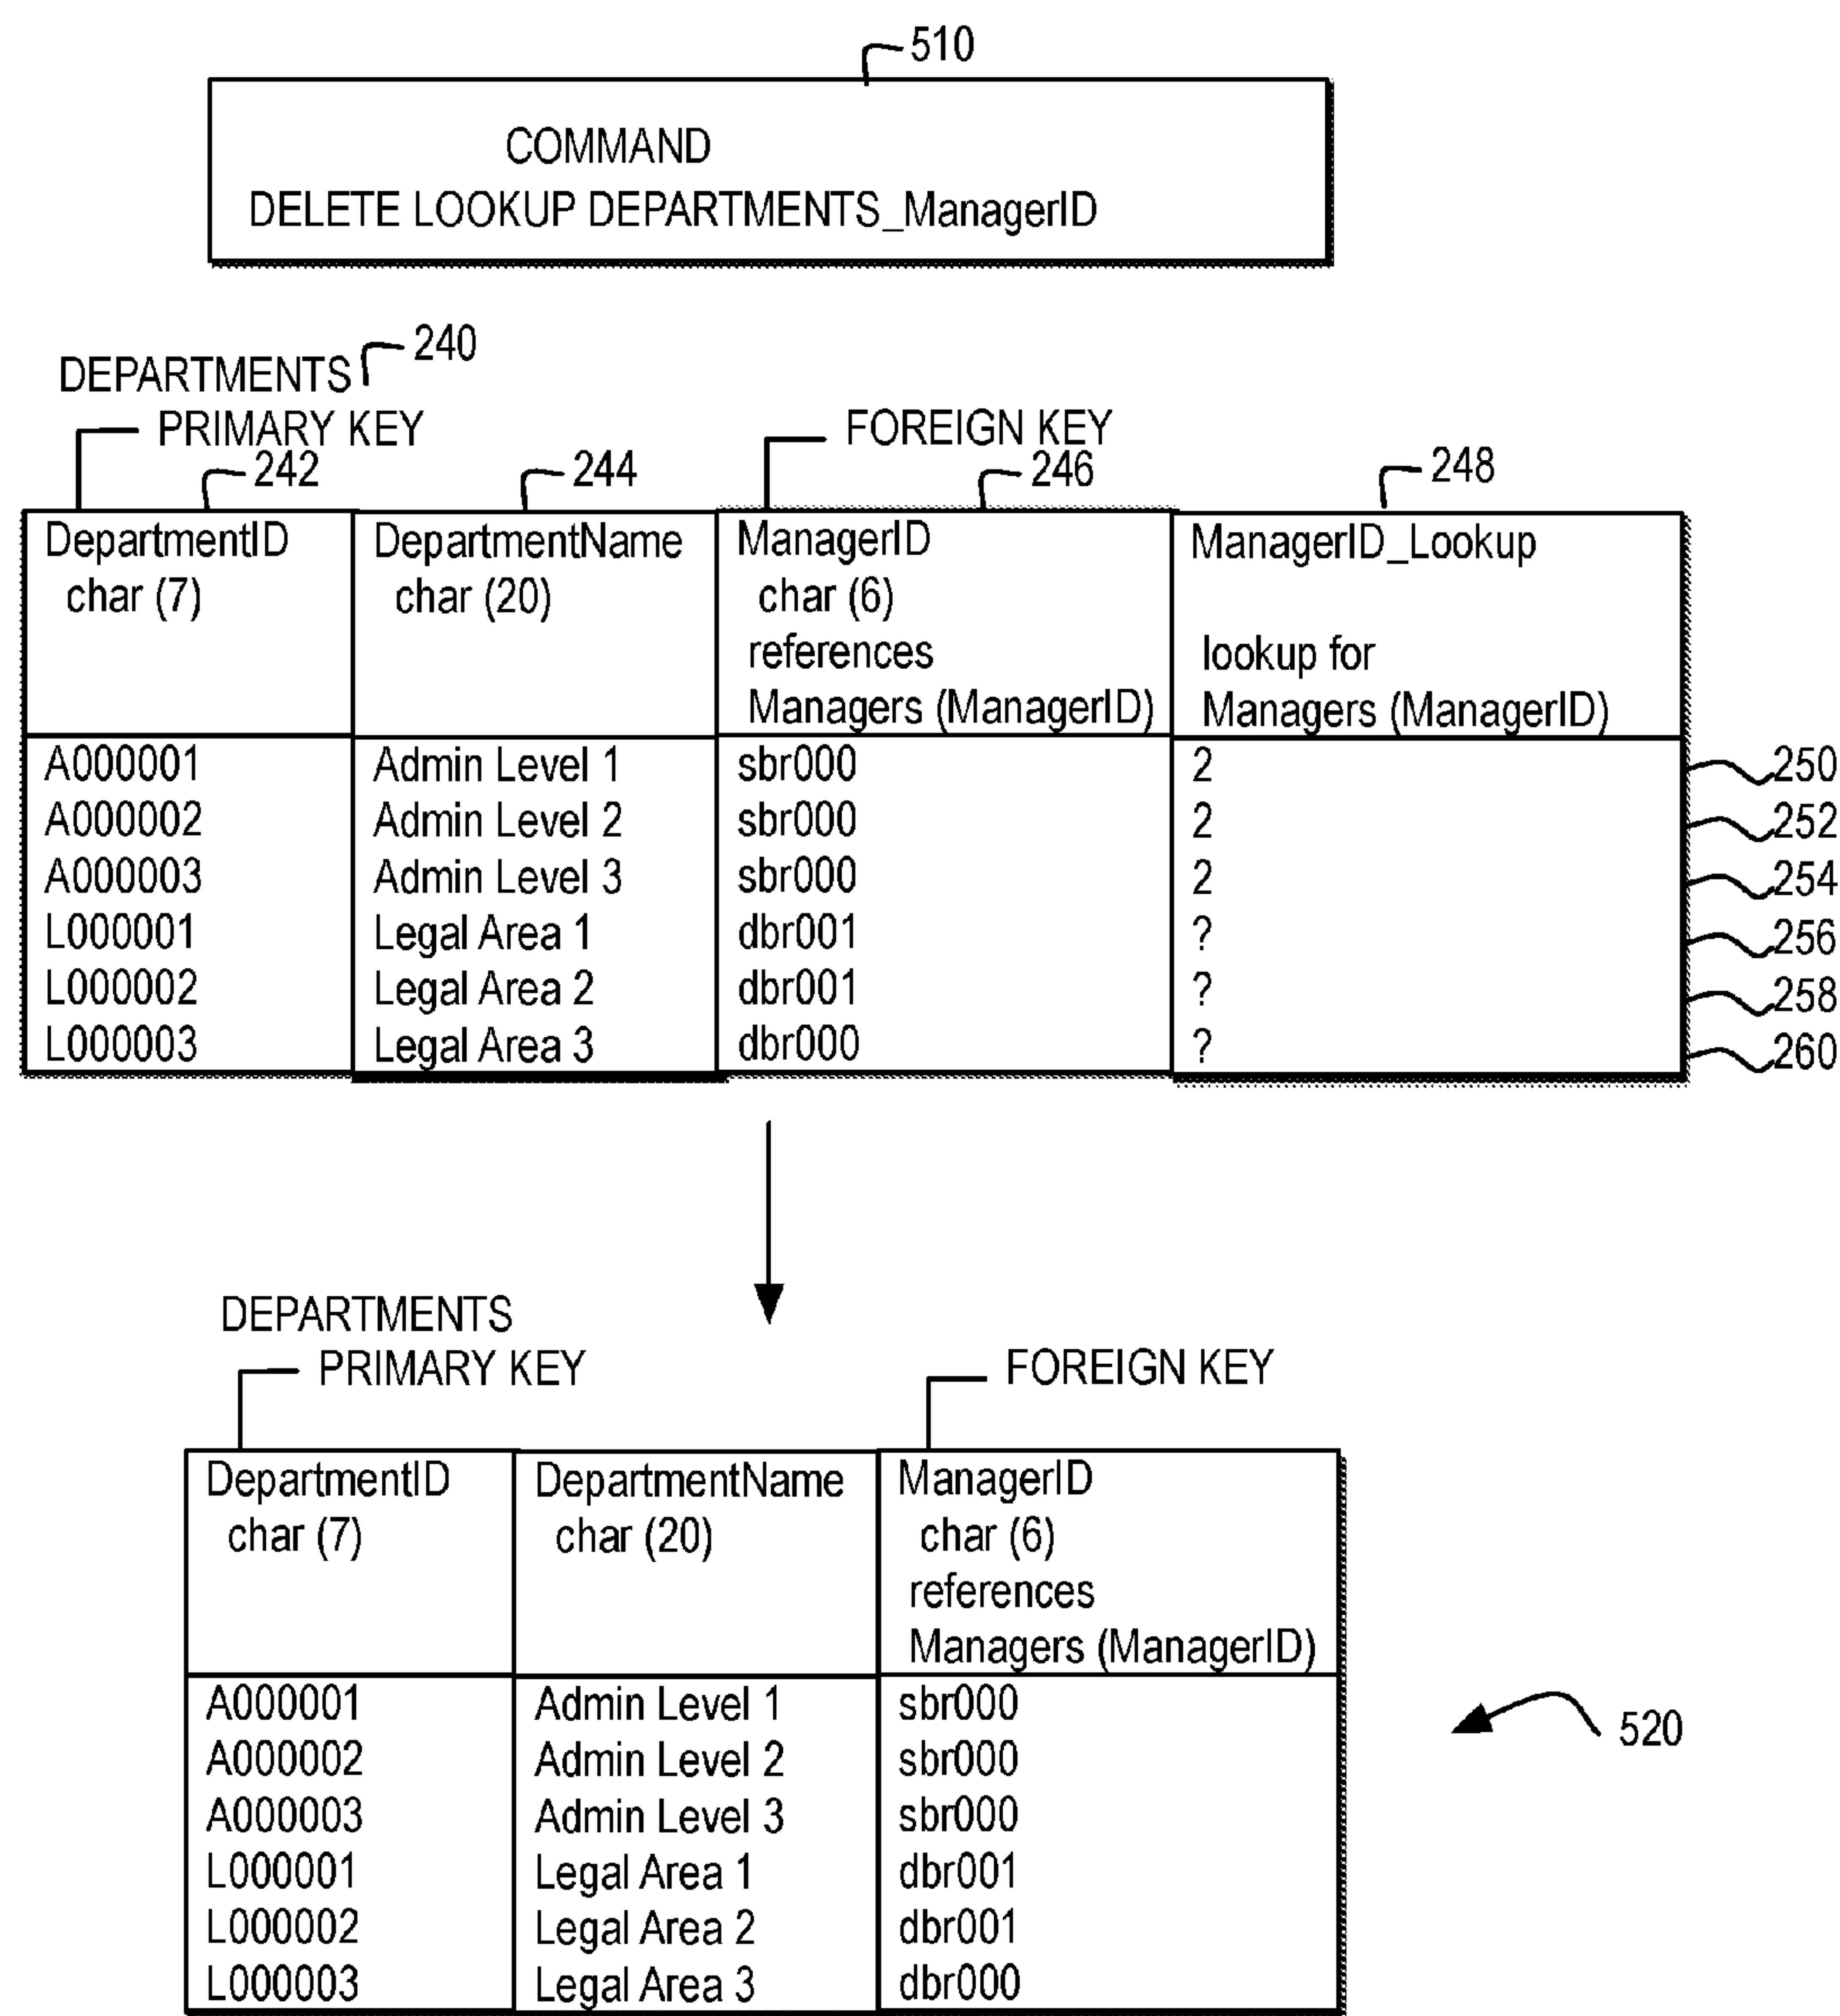 510
COMMAND
DELETE LOOKUP DEPARTMENTS_ManagerID
DEPARTMENTS 240
PRIMARY KEY FOREIGN KEY
242 244 246 248
DepartmentID DepartmentName ManagerID ManagerID_Lookup
char (7) char (20) char (6)
references lookup for
Managers (ManagerID) Managers (ManagerID)
A000001 Admin Level 1 sbr000 2 250
A000002 Admin Level 2 sbr000 2 252
A000003 Admin Level 3 sbr000 2 254
L000001 Legal Area 1 dbr001 ? 256
L000002 Legal Area 2 dbr001 ? 258
L000003 Legal Area 3 dbr000 ? 260
DEPARTMENTS
PRIMARY KEY FOREIGN KEY
DepartmentID DepartmentName ManagerID
char (7) char (20) char (6)
references
Managers (ManagerID)
A000001 Admin Level 1 sbr000
520
A000002 Admin Level 2 sbr000
A000003 Admin Level 3 sbr000
L000001 Legal Area 1 dbr001
L000002 Legal Area 2 dbr001
L000003 Legal Area 3 dbr000